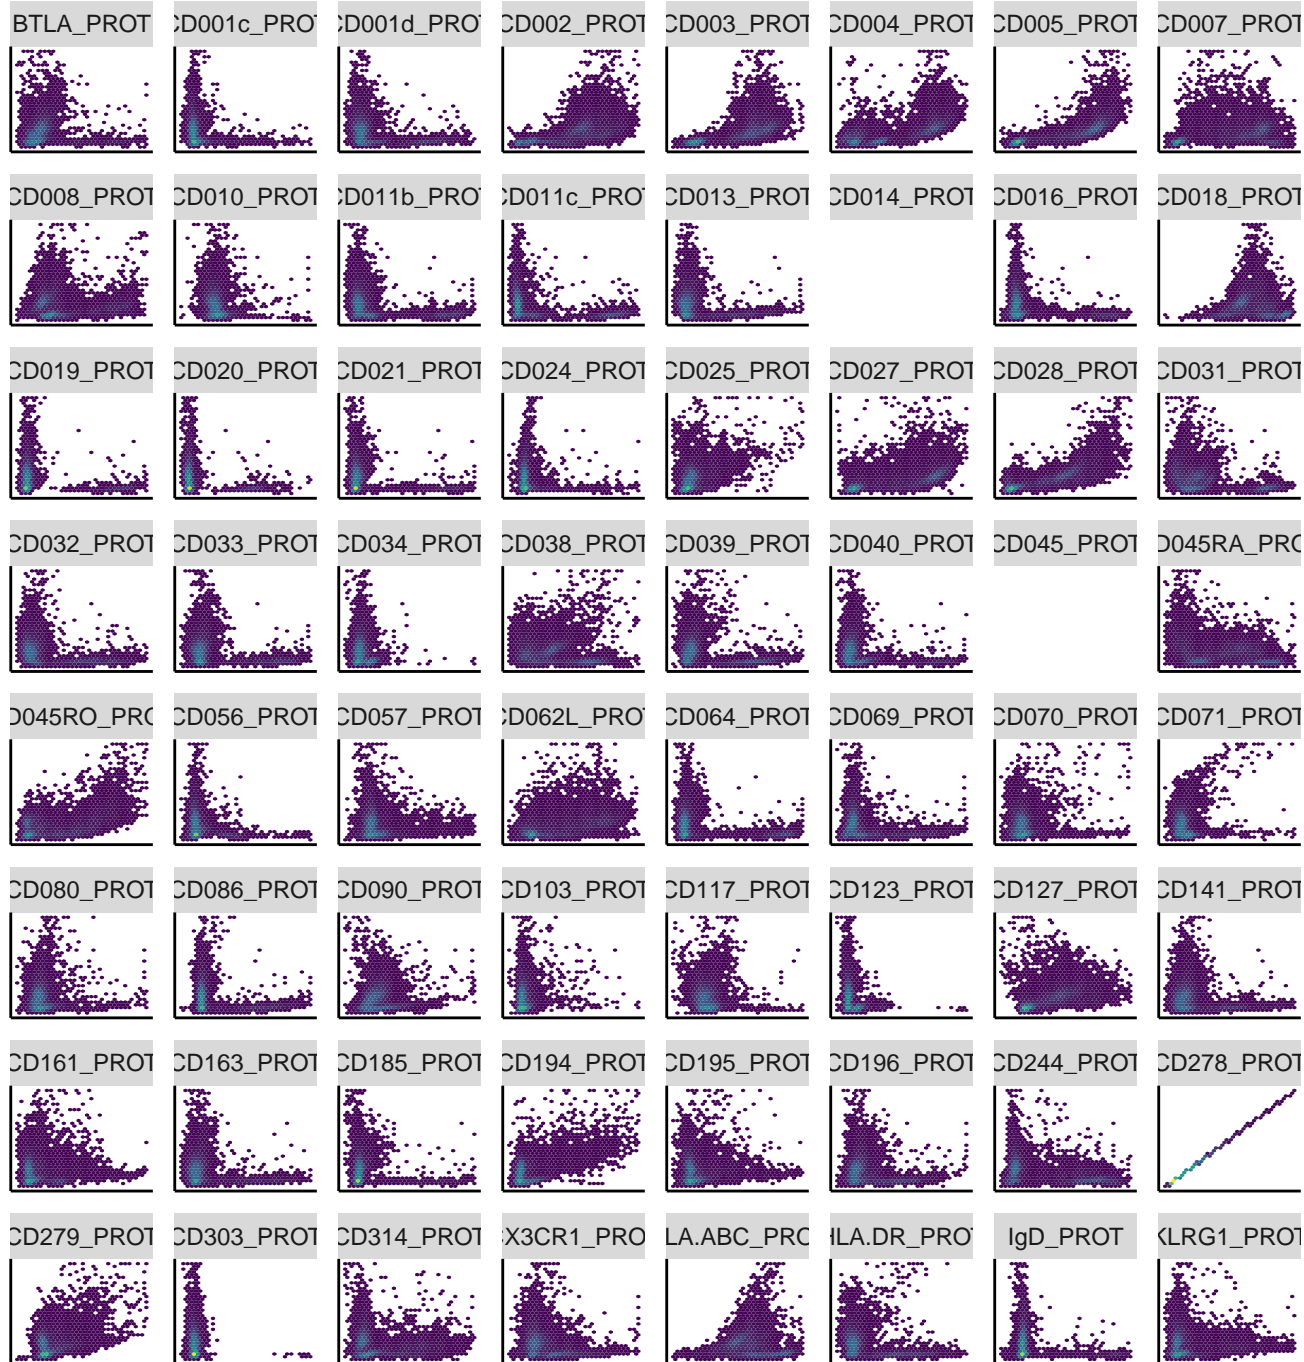 BTLA_PROT CD001c_PROT CD001d_PROT CD002_PROT CD003_PROT CD004_PROT CD005_PROT CD007_PROT
CD008_PROT CD010_PROT CD011b_PROT CD011c_PROT CD013_PROT CD014_PROT CD016_PROT CD018_PROT
CD019_PROT CD020_PROT CD021_PROT CD024_PROT CD025_PROT CD027_PROT CD028_PROT CD031_PROT
CD032_PROT CD033_PROT CD034_PROT CD038_PROT CD039_PROT CD040_PROT CD045_PROT D045RA_PRO
D045RO_PRO CD056_PROT CD057_PROT CD062L_PROT CD064_PROT CD069_PROT CD070_PROT CD071_PROT
CD080_PROT CD086_PROT CD090_PROT CD103_PROT CD117_PROT CD123_PROT CD127_PROT CD141_PROT
CD161_PROT CD163_PROT CD185_PROT CD194_PROT CD195_PROT CD196_PROT CD244_PROT CD278_PROT
CD279_PROT CD303_PROT CD314_PROT X3CR1_PRO LA.ABC_PRO HLA.DR_PROT IgD_PROT KLRG1_PROT